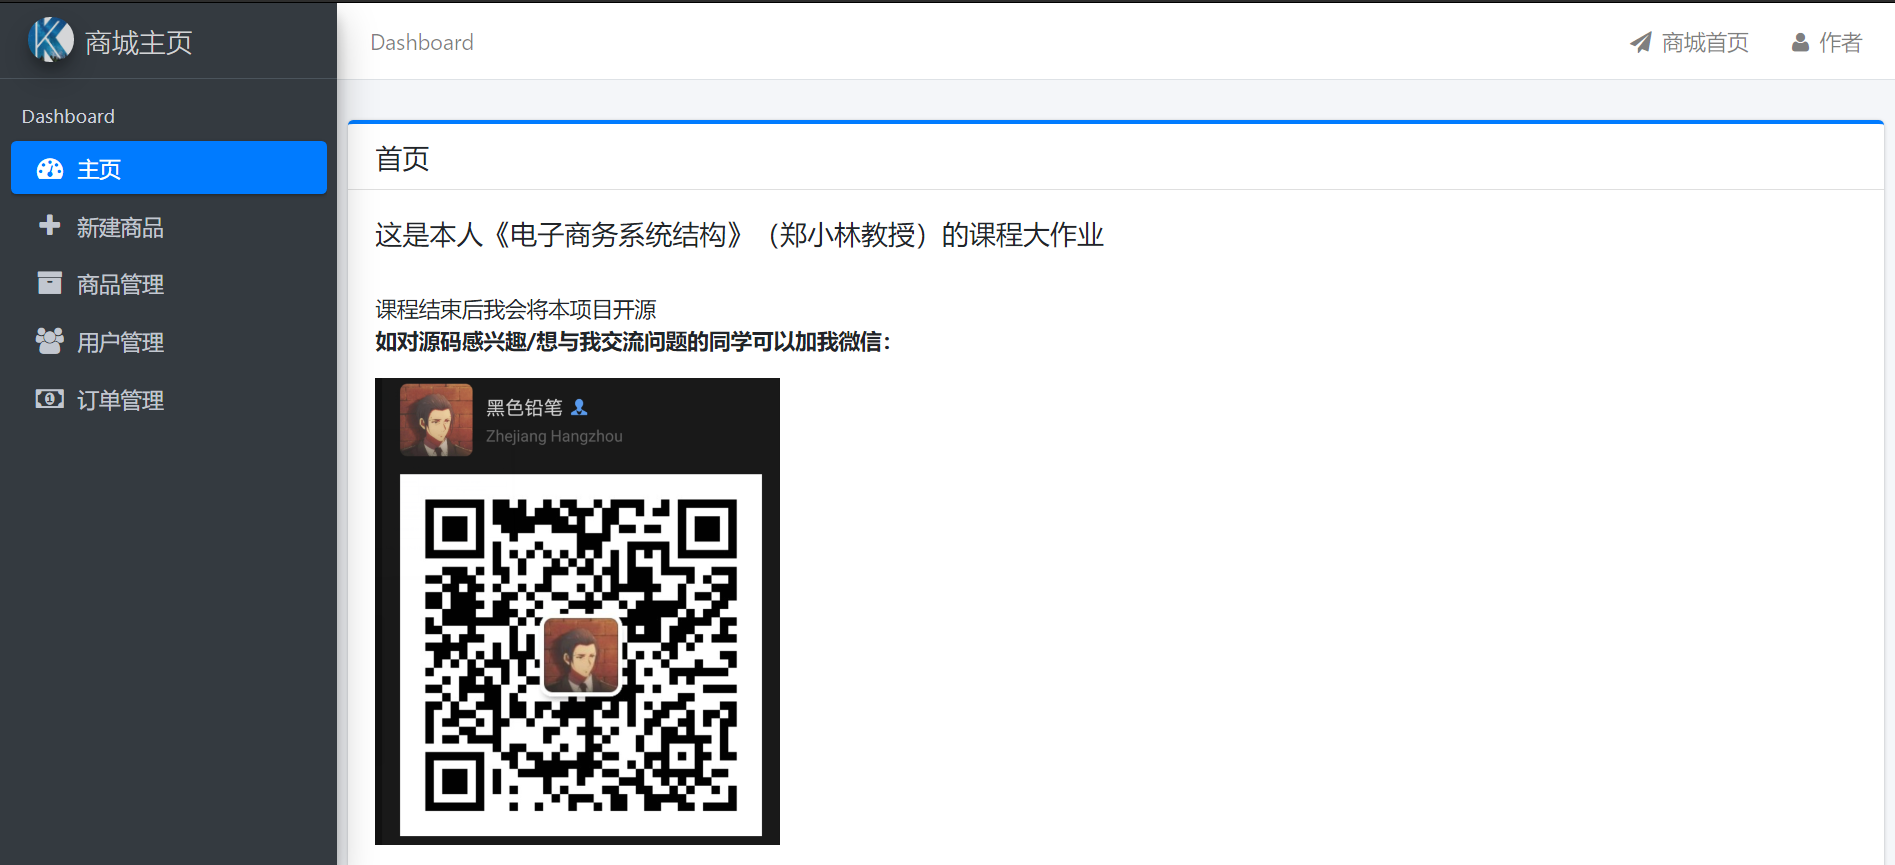 商城主页
Dashboard
商城首页
作者
Dashboard
主页
新建商品
商品管理
用户管理
订单管理
首页
这是本人《电子商务系统结构》（郑小林教授）的课程大作业
课程结束后我会将本项目开源
如对源码感兴趣/想与我交流问题的同学可以加我微信：
黑色铅笔
Zhejiang Hangzhou